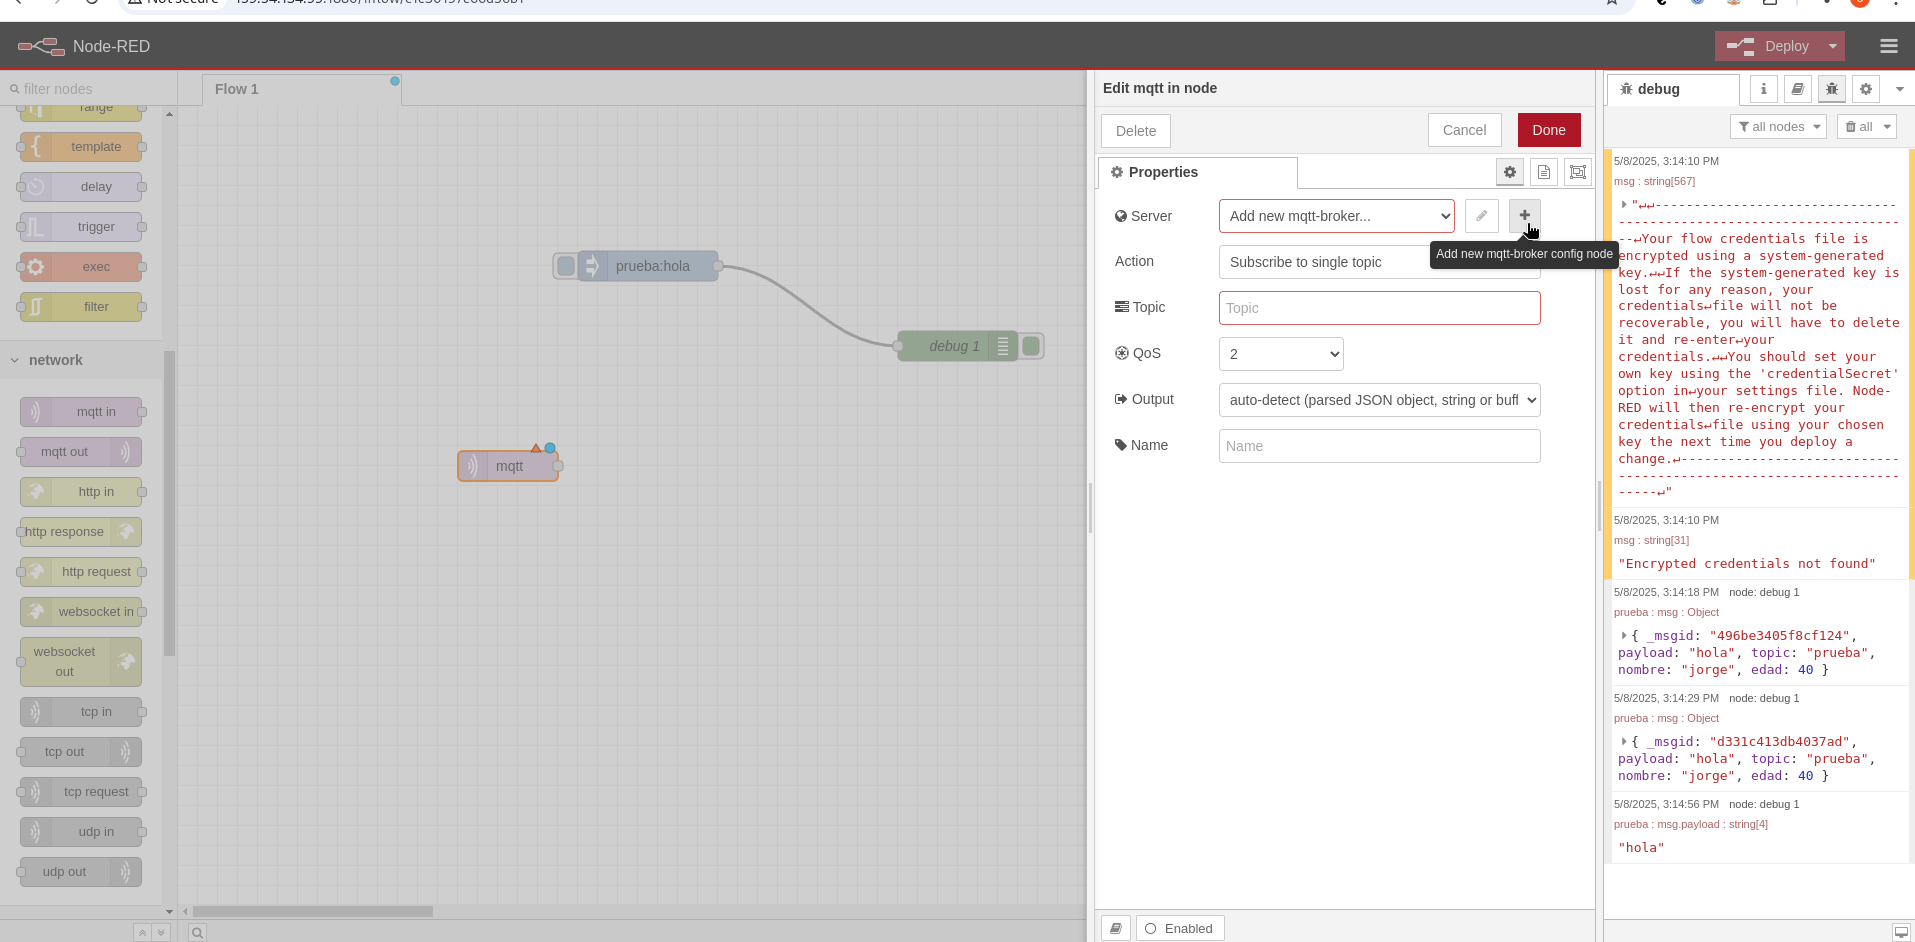 Not secure
Node-RED
Deploy
filter nodes
range
template
delay
trigger
exec
filter
network
mqtt in
mqtt out
http in
http response
http request
websocket in
websocket
out
tcp in
tcp out
tcp request
udp in
udp out
Flow 1
prueba:hola
debug 1
mqtt
Edit mqtt in node
Delete
Cancel
Done
Properties
Server
Add new mqtt-broker...
Add new mqtt-broker config node
Action
Subscribe to single topic
Topic
Topic
QoS
2
Output
auto-detect (parsed JSON object, string or buff
Name
Name
Enabled
debug
all nodes
all
5/8/2025, 3:14:10 PM
msg : string[567]
"↵↵-------------------------------
------------------------------------
--↵Your flow credentials file is
encrypted using a system-generated
key.↵↵If the system-generated key is
lost for any reason, your
credentials↵file will not be
recoverable, you will have to delete
it and re-enter↵your
credentials.↵↵You should set your
own key using the 'credentialSecret'
option in↵your settings file. Node-
RED will then re-encrypt your
credentials↵file using your chosen
key the next time you deploy a
change.↵----------------------------
------------------------------------
-----↵"
5/8/2025, 3:14:10 PM
msg : string[31]
"Encrypted credentials not found"
5/8/2025, 3:14:18 PM node: debug 1
prueba : msg : Object
{ _msgid: "496be3405f8cf124",
payload: "hola", topic: "prueba",
nombre: "jorge", edad: 40 }
5/8/2025, 3:14:29 PM node: debug 1
prueba : msg : Object
{ _msgid: "d331c413db4037ad",
payload: "hola", topic: "prueba",
nombre: "jorge", edad: 40 }
5/8/2025, 3:14:56 PM node: debug 1
prueba : msg.payload : string[4]
"hola"